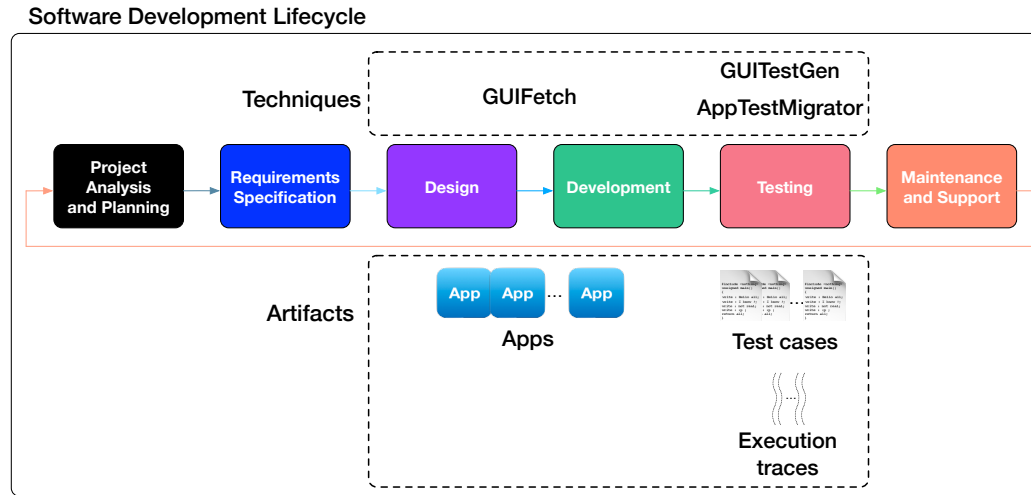 Software Development Lifecycle
GUITestGen
Techniques
GUIFetch
AppTestMigrator
Project
Analysis
and Planning
Requirements
Specification
Design
Development
Testing
Maintenance
and Support
Artifacts
App
App
...
App
Apps
...
Test cases
...
Execution
traces